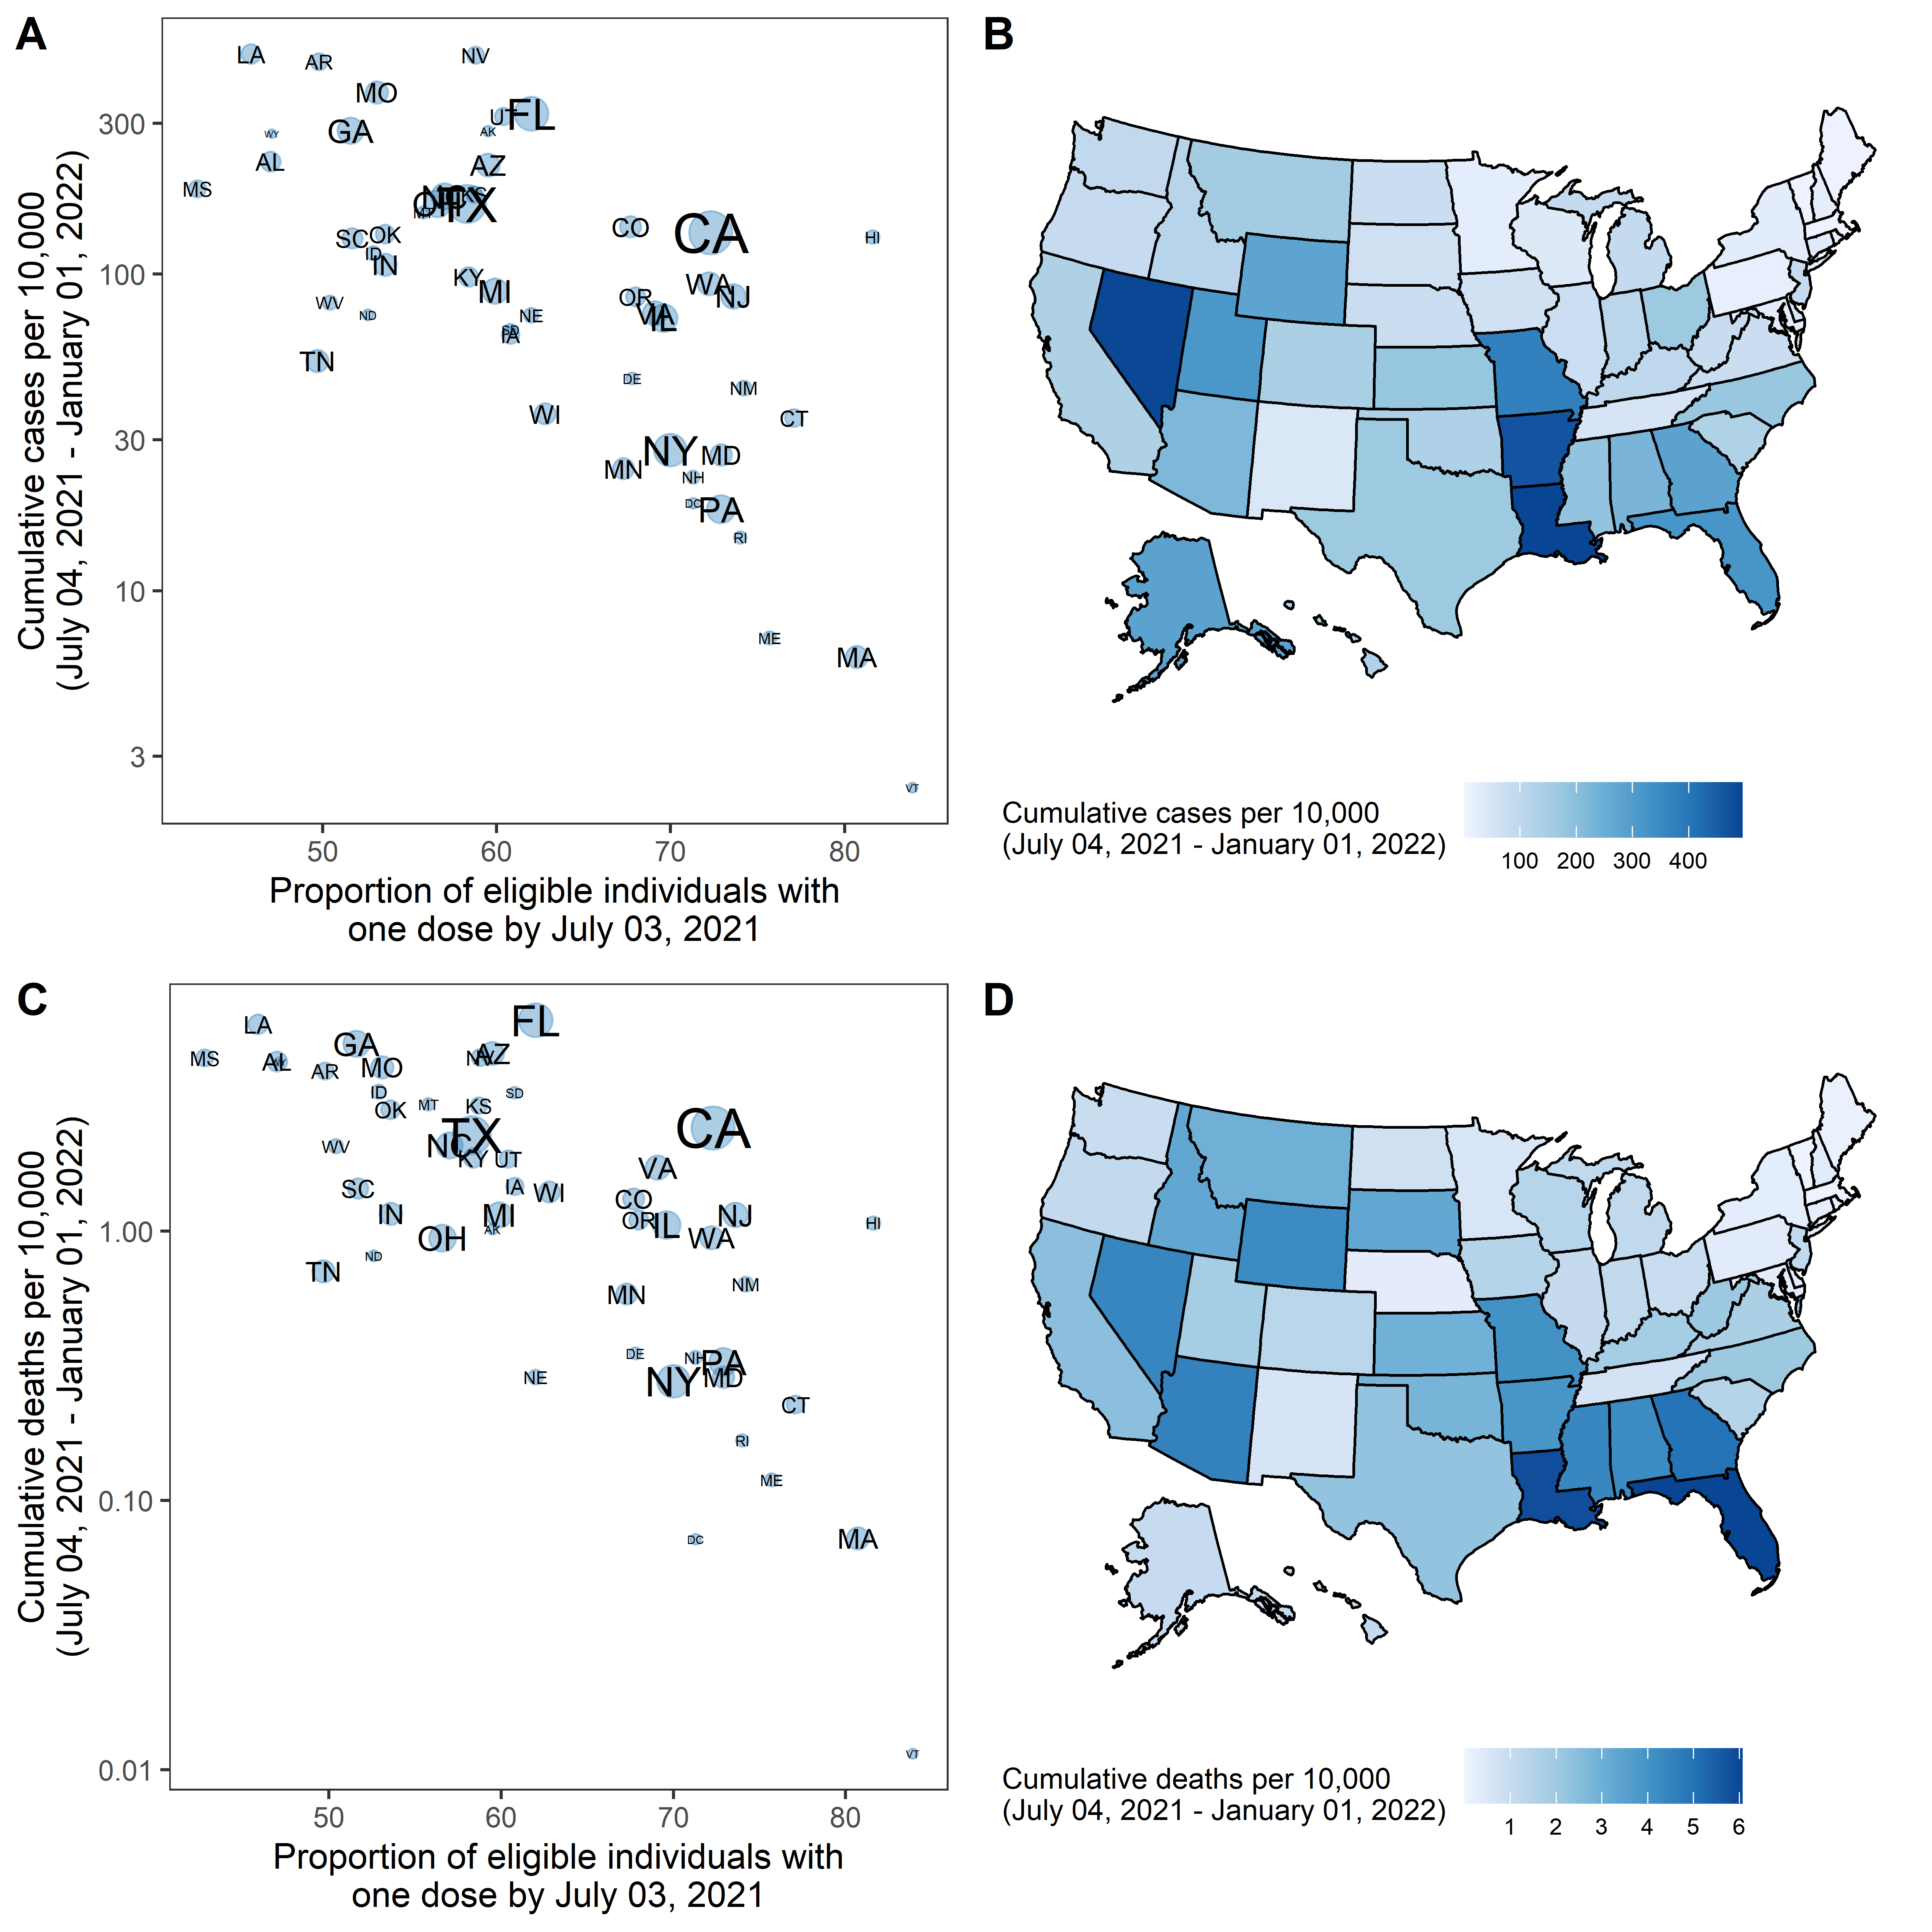 A
Cumulative cases per 10,000
(July 04, 2021 - January 01, 2022)
300
100
30
10
3
LA
AR
NV
MO
UT
FL
WY
GA
AK
AL
AZ
MS
NC
KS
OH
TX
MT
CO
CA
HI
SC
OK
ID
IN
KY
MI
WA
OR
NJ
WV
ND
NE
VA
IL
SD
IA
TN
DE
NM
WI
CT
NY
MD
MN
NH
DC
PA
RI
ME
MA
VT
50
60
70
80
Proportion of eligible individuals with
one dose by July 03, 2021
B
Cumulative cases per 10,000
(July 04, 2021 - January 01, 2022)
100
200
300
400
C
Cumulative deaths per 10,000
(July 04, 2021 - January 01, 2022)
1.00
0.10
0.01
LA
FL
GA
MS
AL
AR
MO
NV
AZ
ID
SD
OK
MT
KS
TX
CA
WV
NC
KY
UT
VA
SC
IA
WI
CO
IN
MI
OR
IL
NJ
HI
AK
OH
WA
ND
TN
MN
NM
DE
NH
PA
NE
NY
MD
CT
RI
ME
DC
MA
VT
50
60
70
80
Proportion of eligible individuals with
one dose by July 03, 2021
D
Cumulative deaths per 10,000
(July 04, 2021 - January 01, 2022)
1
2
3
4
5
6